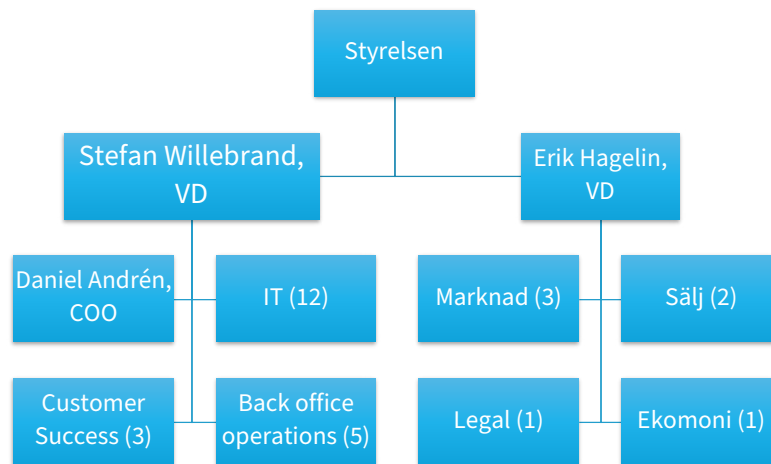 Styrelsen
Stefan Willebrand,
VD
Erik Hagelin,
VD
Daniel Andrén,
COO
IT (12)
Marknad (3)
Sälj (2)
Customer
Success (3)
Back office
operations (5)
Legal (1)
Ekomoni (1)